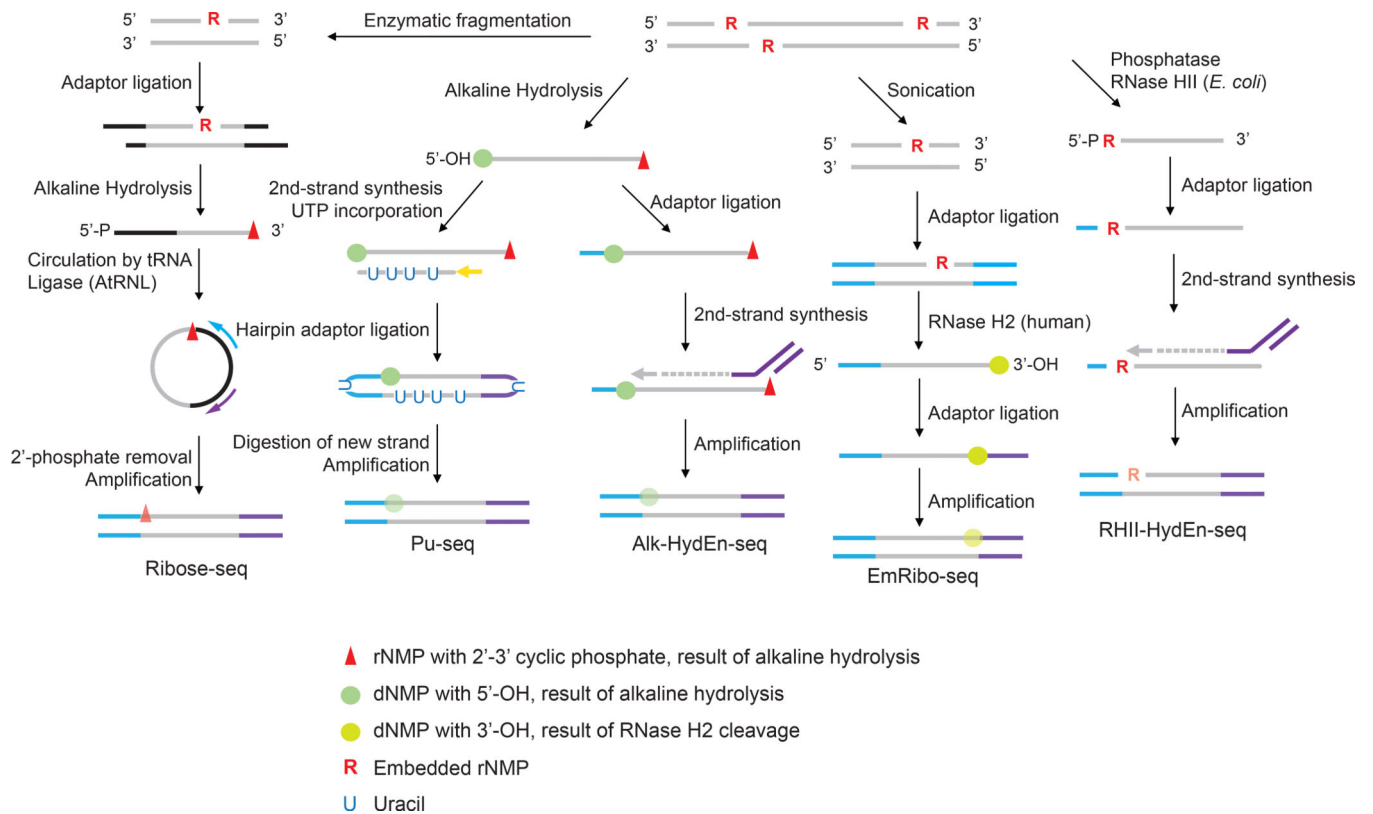 5’ R 3’
3’ 5’
Enzymatic fragmentation
5’ R R 3’
3’ R 5’
Adaptor ligation
R
Alkaline Hydrolysis
5’-P 3’
Circulation by tRNA
Ligase (AtRNL)
2’-phosphate removal
Amplification
Ribose-seq
Alkaline Hydrolysis
5’-OH
2nd-strand synthesis
UTP incorporation
U U U U
Hairpin adaptor ligation
U U U U U U
Digestion of new strand
Amplification
Pu-seq
Adaptor ligation
2nd-strand synthesis
Amplification
Alk-HydEn-seq
Sonication
5’ R 3’
3’ 5’
Adaptor ligation
R
RNase H2 (human)
5’ 3’-OH
Adaptor ligation
Amplification
EmRibo-seq
Phosphatase
RNase HII (E. coli)
5’-P R 3’
Adaptor ligation
R
2nd-strand synthesis
R
Amplification
R
RHII-HydEn-seq
rNMP with 2’-3’ cyclic phosphate, result of alkaline hydrolysis
dNMP with 5’-OH, result of alkaline hydrolysis
dNMP with 3’-OH, result of RNase H2 cleavage
R Embedded rNMP
U Uracil